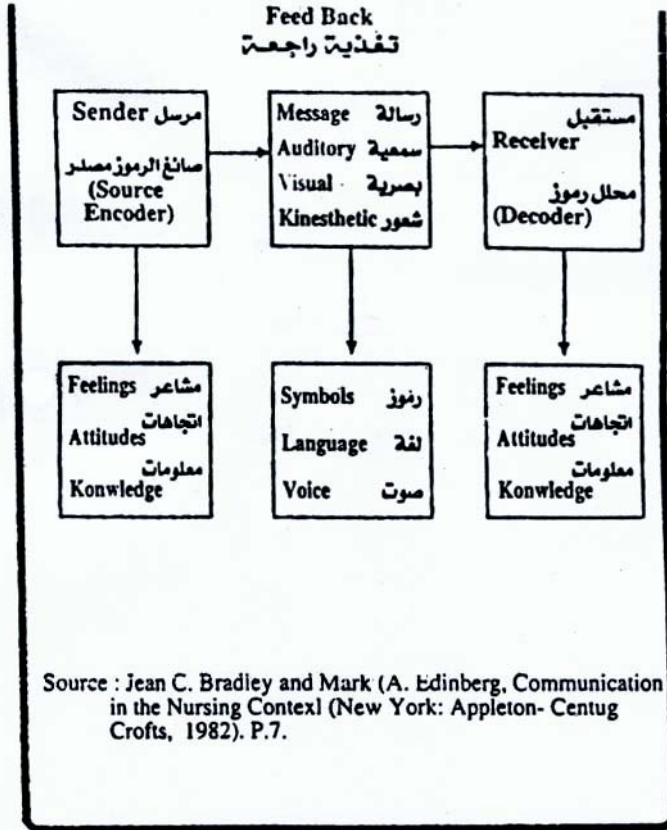 Feed Back
تغذية راجعة
Sender مرسل
صانغ الرموز مصدر
(Source
Encoder)
Message رسالة
Auditory سمعية
Visual بصرية
Kinesthetic شعور
مستقبل
Receiver
محلل رموز
(Decoder)
Feelings مشاعر
اتجاهات
Attitudes
معلومات
Konwledge
Symbols رموز
Language لغة
Voice صوت
Feelings مشاعر
اتجاهات
Attitudes
معلومات
Konwledge
Source : Jean C. Bradley and Mark (A. Edinberg, Communication
in the Nursing Contexl (New York: Appleton- Centug
Crofts, 1982). P.7.